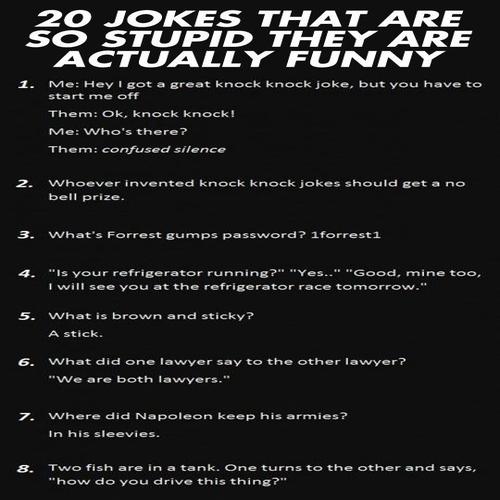 20 JOKES THAT ARE
SO STUPID THEY ARE
ACTUALLY FUNNY
1. Me: Hey I got a great knock knock joke, but you have to
start me off
Them: Ok, knock knock!
Me: Who's there?
Them: confused silence
2. Whoever invented knock knock jokes should get a no
bell prize.
3. What's Forrest gumps password? 1forrest1
4. "Is your refrigerator running?" "Yes.." "Good, mine too,
I will see you at the refrigerator race tomorrow."
5. What is brown and sticky?
A stick.
6. What did one lawyer say to the other lawyer?
"We are both lawyers."
7. Where did Napoleon keep his armies?
In his sleevies.
8. Two fish are in a tank. One turns to the other and says,
"how do you drive this thing?"